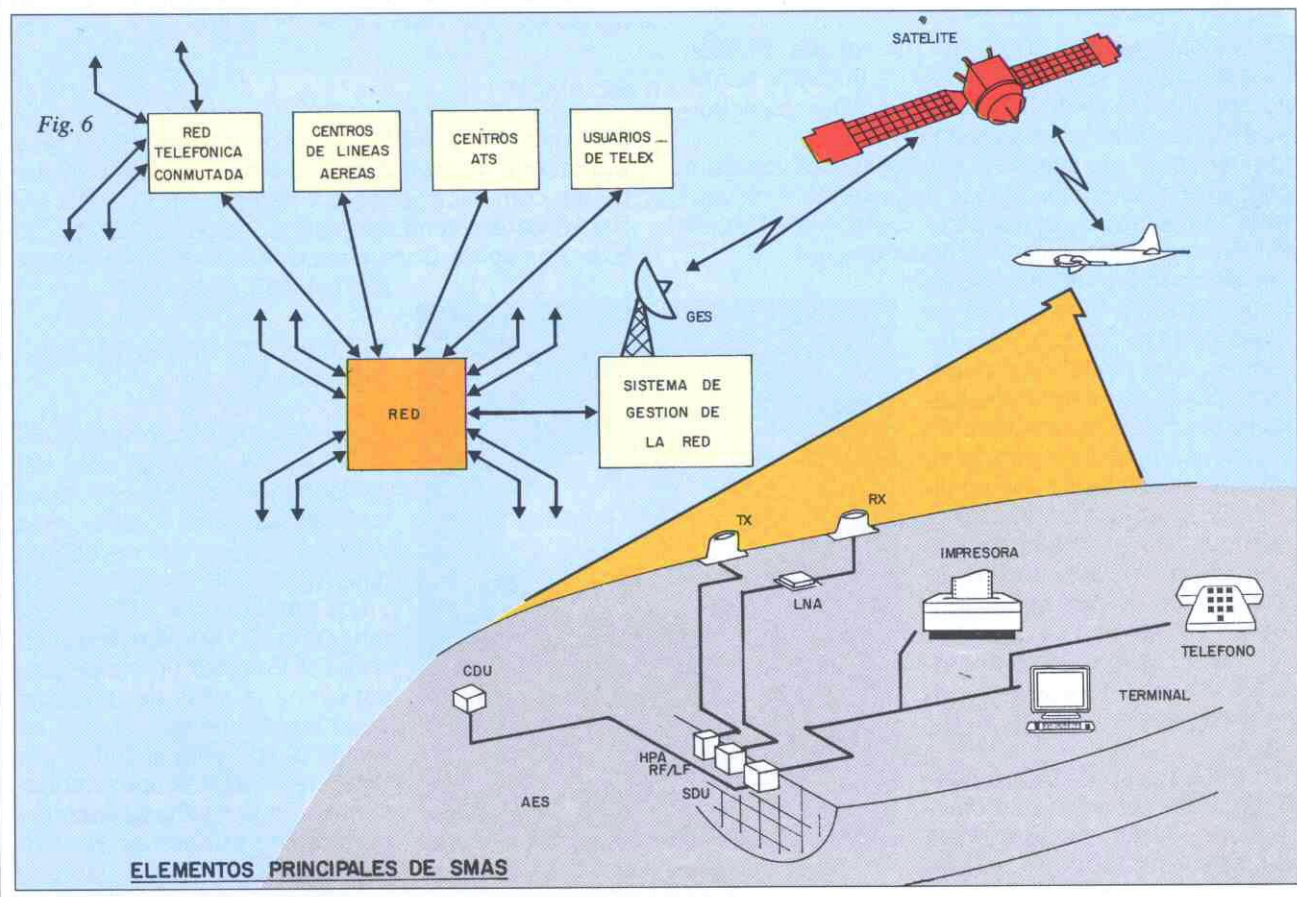 SATELITE
Fig. 6
RED
TELEFONICA
CONMUTADA
CENTROS
DE LINEAS
AEREAS
CENTROS
ATS
USUARIOS
DE TELEX
GES
RED
SISTEMA DE
GESTION DE
LA RED
TX
RX
IMPRESORA
LNA
TELEFONO
CDU
TERMINAL
HPA
RF/LF
SDU
AES
ELEMENTOS PRINCIPALES DE SMAS